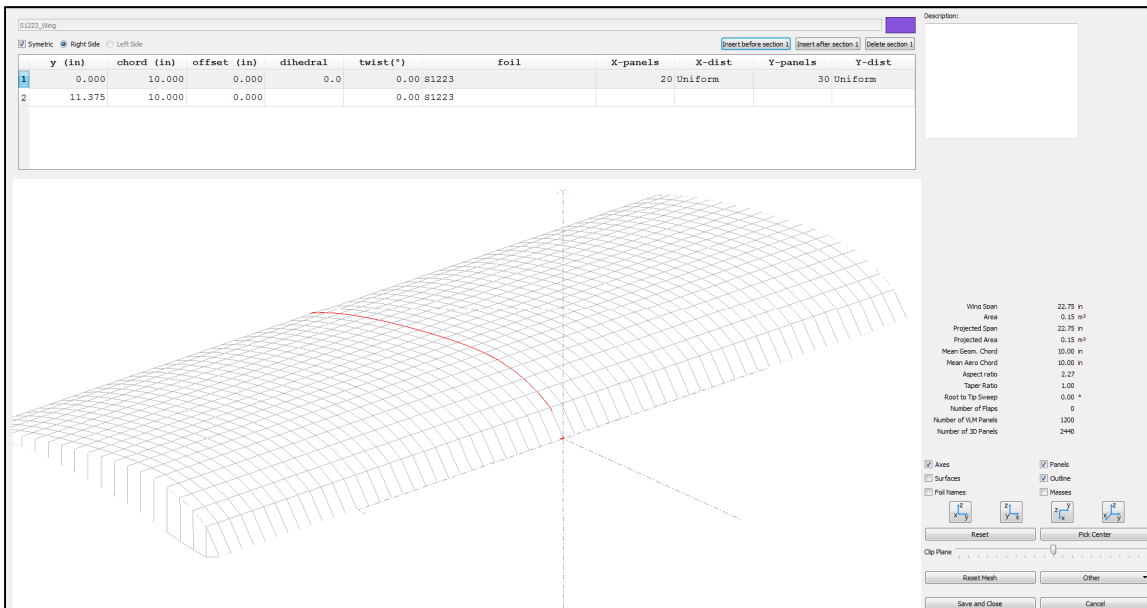 S1223_Wing
Description:
Symetric Right Side Left Side Insert before section 1 Insert after section 1 Delete section 1
y (in) chord (in) offset (in) dihedral twist(°) foil X-panels X-dist Y-panels Y-dist
1 0.000 10.000 0.000 0.0 0.00 S1223 20 Uniform 30 Uniform
2 11.375 10.000 0.000 0.00 S1223
Wing Span 22.75 in
Area 0.15 m²
Projected Span 22.75 in
Projected Area 0.15 m²
Mean Geom. Chord 10.00 in
Mean Aero Chord 10.00 in
Aspect ratio 2.27
Taper Ratio 1.00
Root to Tip Sweep 0.00 °
Number of Flaps 0
Number of VLM Panels 1200
Number of 3D Panels 2440
Axes Panels
Surfaces Outline
Foil Names Masses
z x y z y x z y x z x y
Reset Pick Center
Clip Plane
Reset Mesh Other
Save and Close Cancel